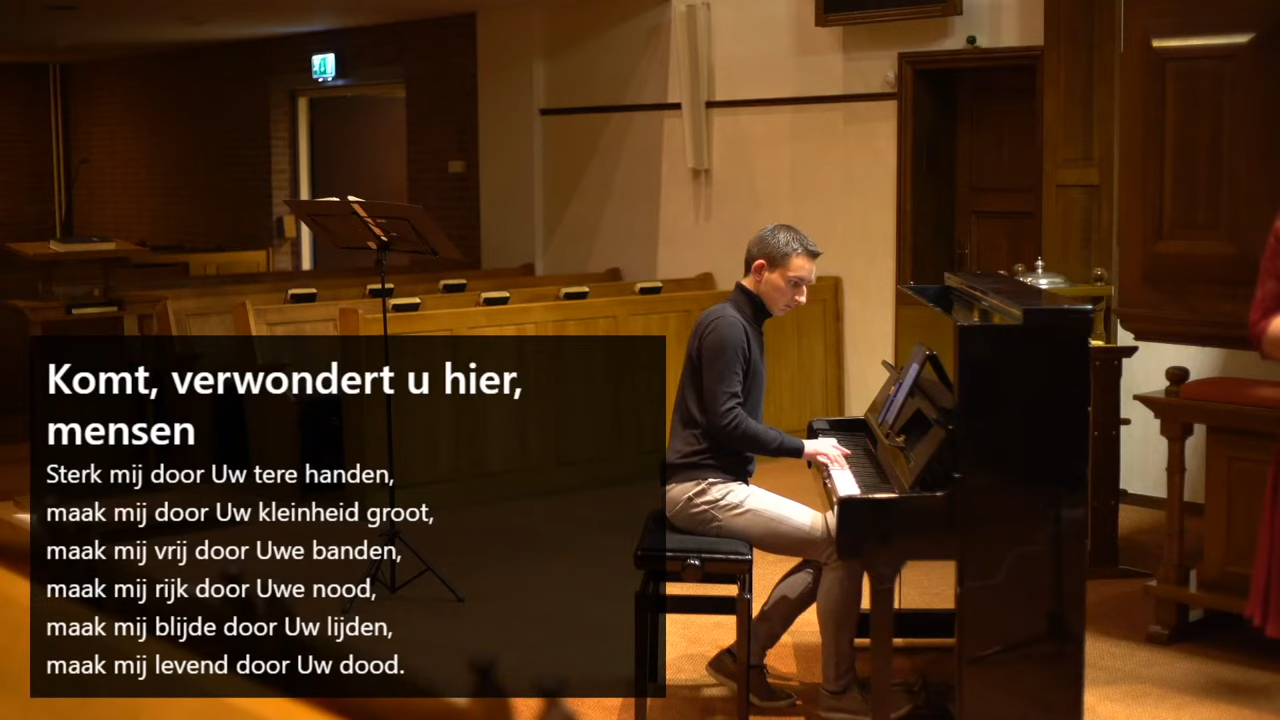 Komt, verwondert u hier,
mensen
Sterk mij door Uw tere handen,
maak mij door Uw kleinheid groot,
maak mij vrij door Uwe banden,
maak mij rijk door Uwe nood,
maak mij blijde door Uw lijden,
maak mij levend door Uw dood.